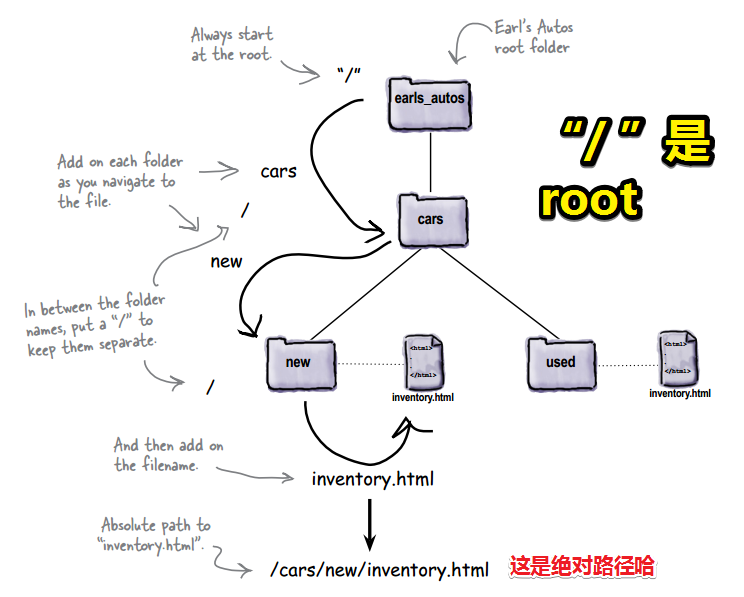 Always start
at the root.
Earl's Autos
root folder
“/”
earls_autos
“/ ” 是
root
Add on each folder
as you navigate to
the file.
cars
/
cars
new
In between the folder
names, put a “/” to
keep them separate.
/
new
<html>
</html>
inventory.html
used
<html>
</html>
inventory.html
And then add on
the filename.
inventory.html
Absolute path to
“inventory.html”.
/cars/new/inventory.html
这是绝对路径哈